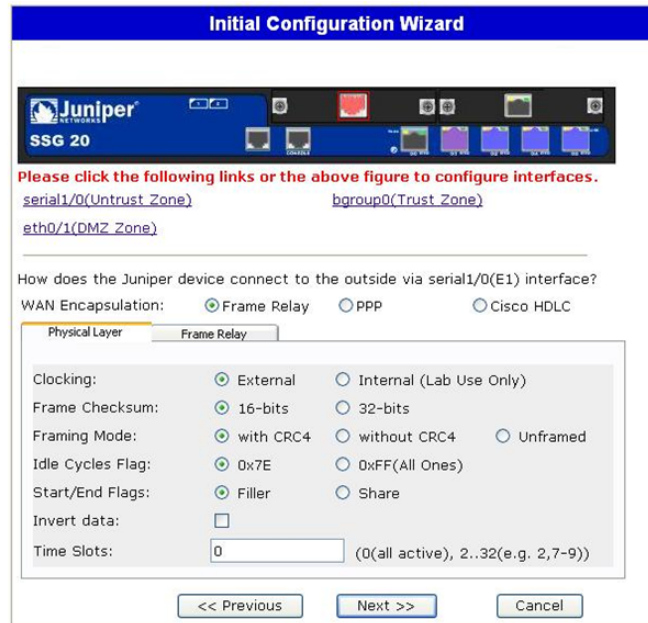 Initial Configuration Wizard
Juniper
NETWORKS
SSG 20
CONSOLE
Please click the following links or the above figure to configure interfaces.
serial1/0(Untrust Zone) bgroup0(Trust Zone)
eth0/1(DMZ Zone)
How does the Juniper device connect to the outside via serial1/0(E1) interface?
WAN Encapsulation: Frame Relay PPP Cisco HDLC
Physical Layer Frame Relay
Clocking: External Internal (Lab Use Only)
Frame Checksum: 16-bits 32-bits
Framing Mode: with CRC4 without CRC4 Unframed
Idle Cycles Flag: 0x7E 0xFF(All Ones)
Start/End Flags: Filler Share
Invert data:
Time Slots: 0 (0(all active), 2..32(e.g. 2,7-9))
<< Previous Next >> Cancel